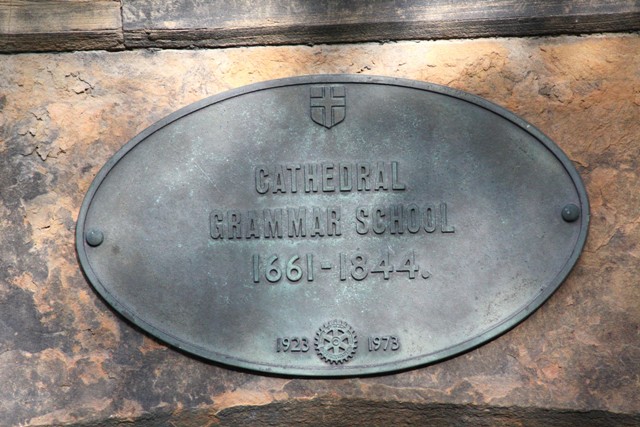 CATHEDRAL
GRAMMAR SCHOOL
1661-1844.
1923 1973